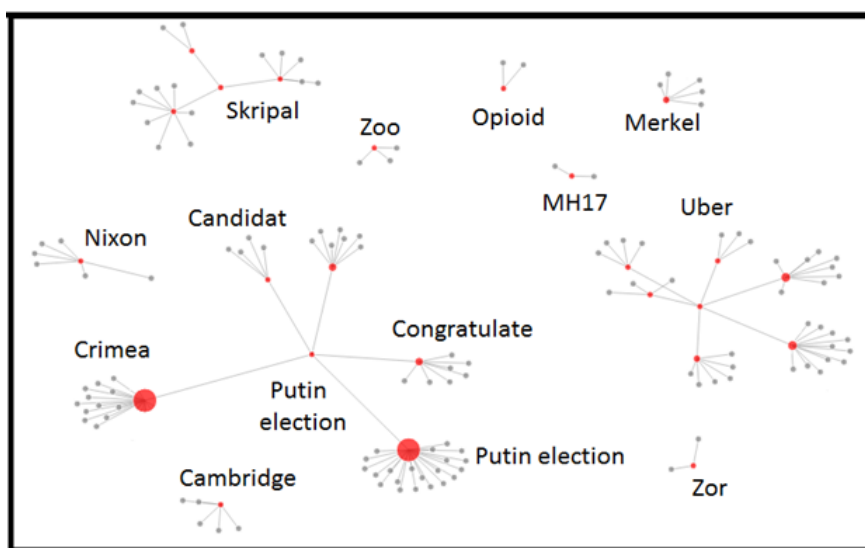 Skripal
Opioid
Merkel
Zoo
MH17
Uber
Candidat
Nixon
Congratulate
Crimea
Putin
election
Putin election
Cambridge
Zor